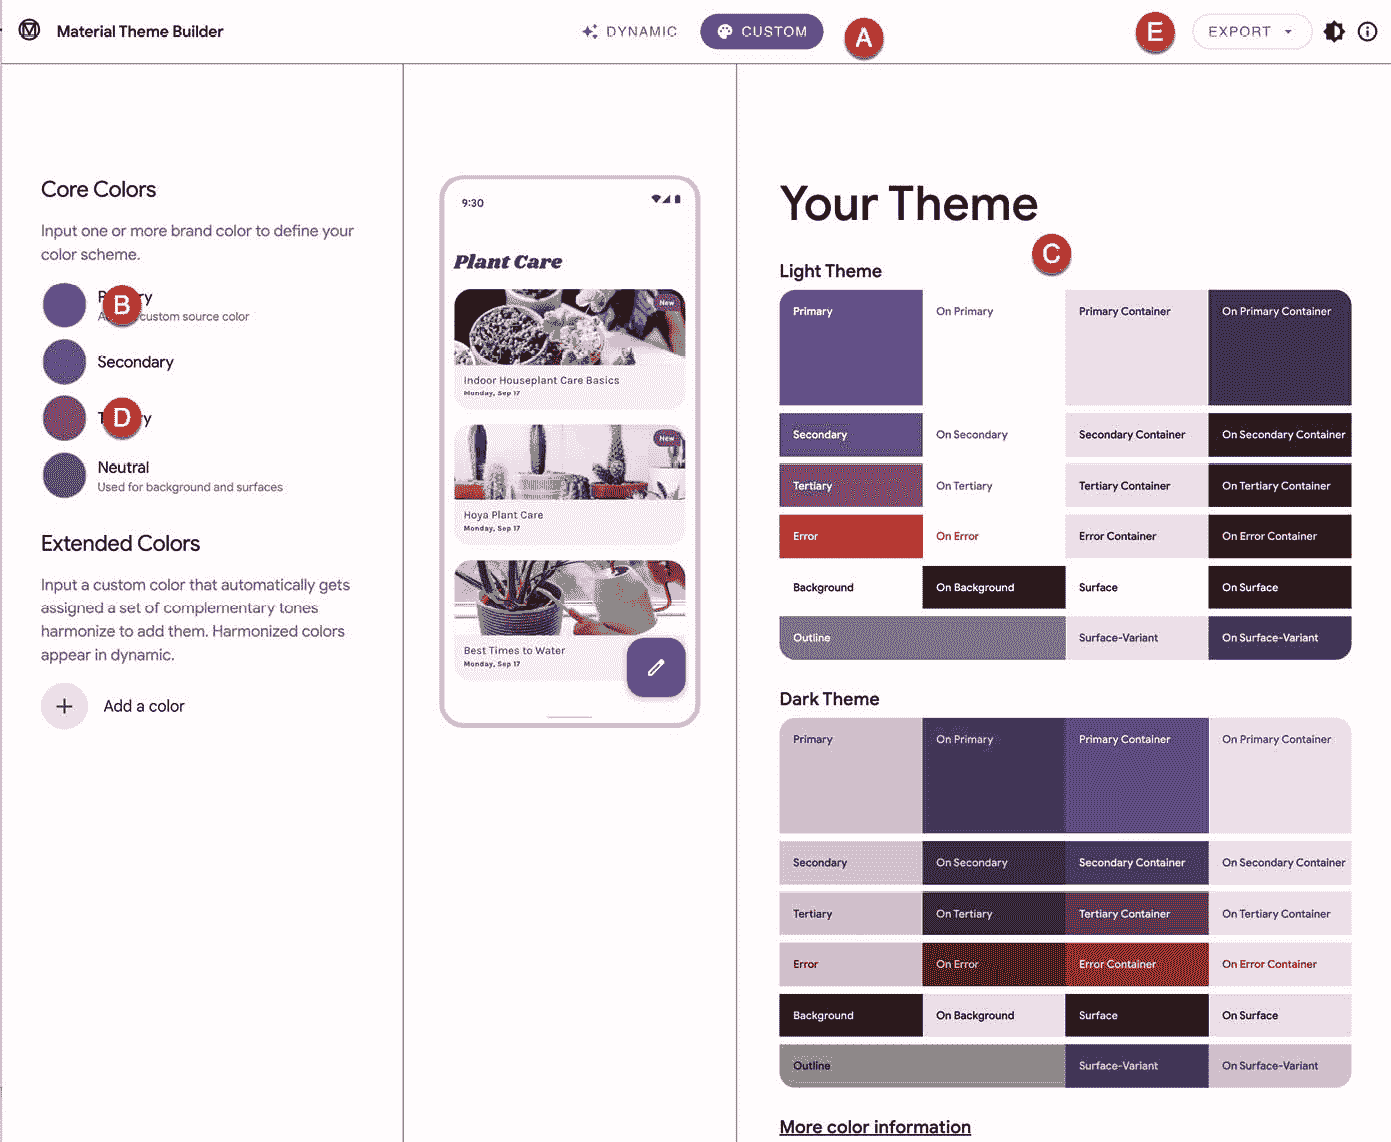 Material Theme Builder
DYNAMIC
CUSTOM
A
E
EXPORT
Core Colors
Input one or more brand color to define your
color scheme.
B
custom source color
Secondary
D
Neutral
Used for background and surfaces
Extended Colors
Input a custom color that automatically gets
assigned a set of complementary tones
harmonize to add them. Harmonized colors
appear in dynamic.
Add a color
9:30
Plant Care
New
Indoor Houseplant Care Basics
Monday, Sep 17
New
Hoya Plant Care
Monday, Sep 17
Best Times to Water
Monday, Sep 17
Your Theme
C
Light Theme
Primary On Primary Primary Container On Primary Container
Secondary On Secondary Secondary Container On Secondary Container
Tertiary On Tertiary Tertiary Container On Tertiary Container
Error On Error Error Container On Error Container
Background On Background Surface On Surface
Outline Surface-Variant On Surface-Variant
Dark Theme
Primary On Primary Primary Container On Primary Container
Secondary On Secondary Secondary Container On Secondary Container
Tertiary On Tertiary Tertiary Container On Tertiary Container
Error On Error Error Container On Error Container
Background On Background Surface On Surface
Outline Surface-Variant On Surface-Variant
More color information